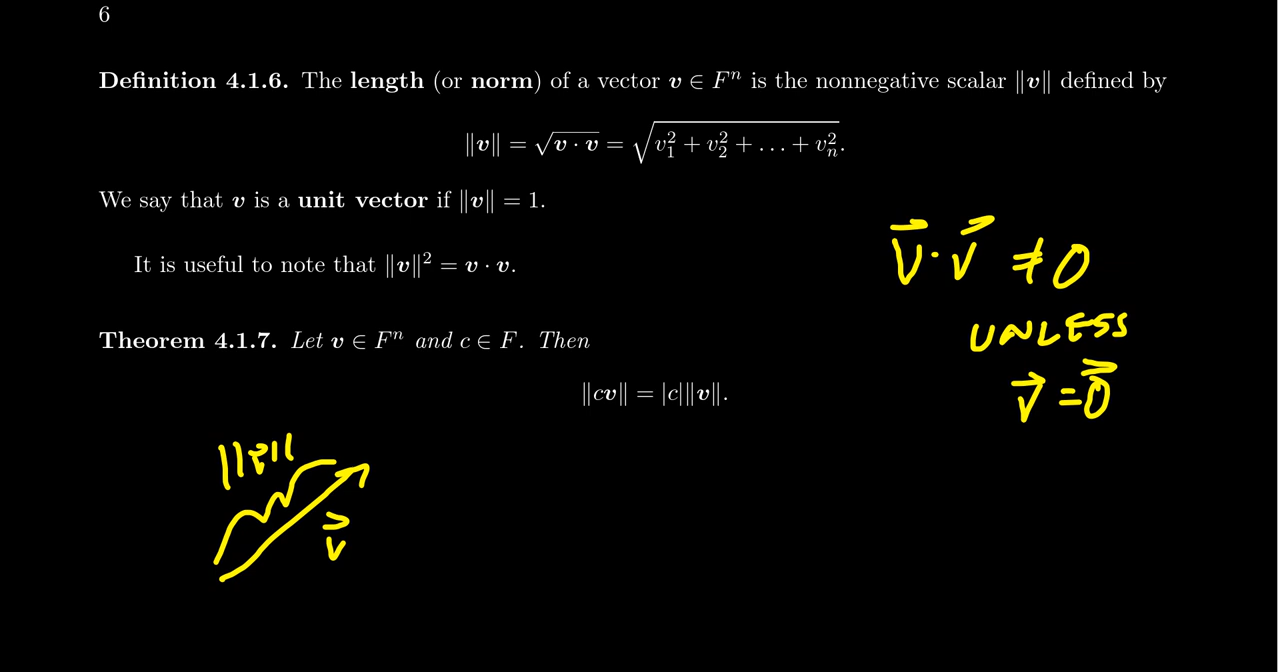 6
Definition 4.1.6. The length (or norm) of a vector v ∈ Fⁿ is the nonnegative scalar ‖v‖ defined by
‖v‖ = √(v · v) = √(v₁² + v₂² + . . . + vₙ²).
We say that v is a unit vector if ‖v‖ = 1.
It is useful to note that ‖v‖² = v · v.
v⃗ · v⃗ ≠ 0
UNLESS
v⃗ = 0⃗
Theorem 4.1.7. Let v ∈ Fⁿ and c ∈ F. Then
‖cv‖ = |c|‖v‖.
‖v⃗‖
v⃗